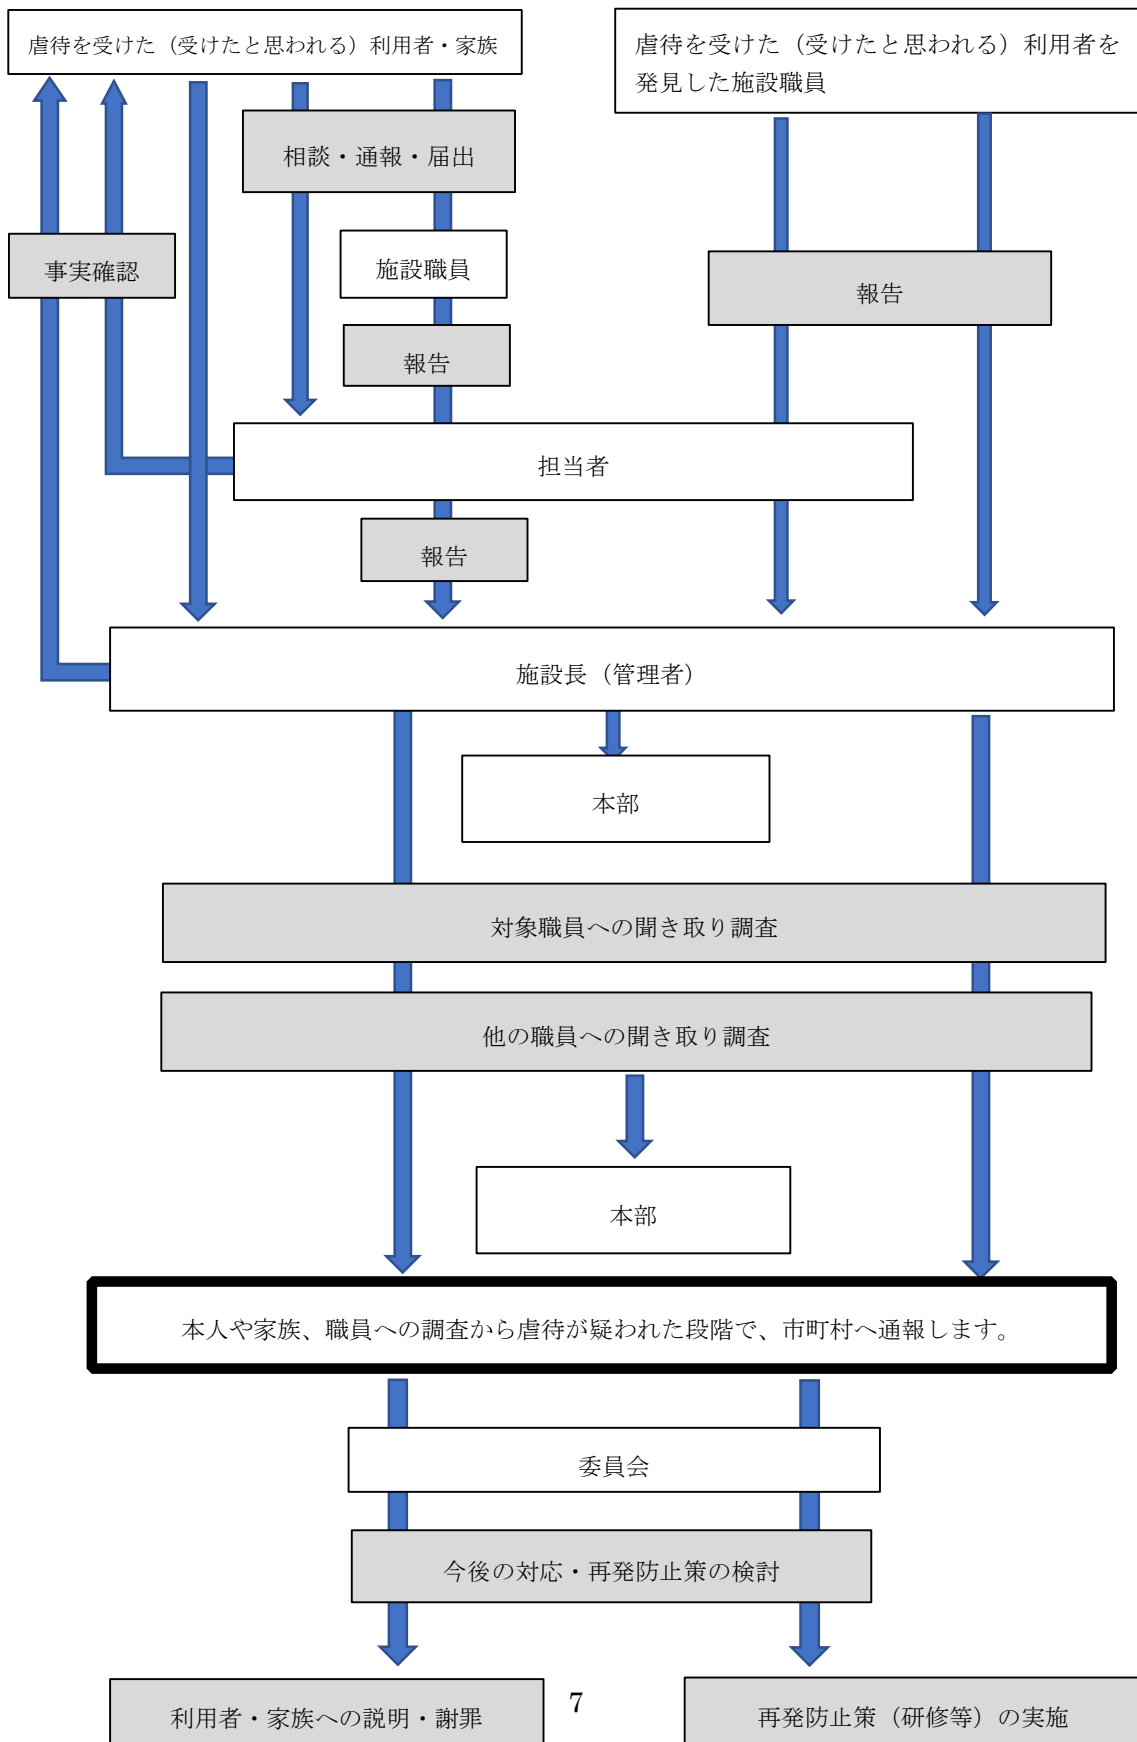 虐待を受けた（受けたと思われる）利用者・家族
虐待を受けた（受けたと思われる）利用者を
発見した施設職員
相談・通報・届出
事実確認
施設職員
報告
報告
担当者
報告
施設長（管理者）
本部
対象職員への聞き取り調査
他の職員への聞き取り調査
本部
本人や家族、職員への調査から虐待が疑われた段階で、市町村へ通報します。
委員会
今後の対応・再発防止策の検討
利用者・家族への説明・謝罪
再発防止策（研修等）の実施
7